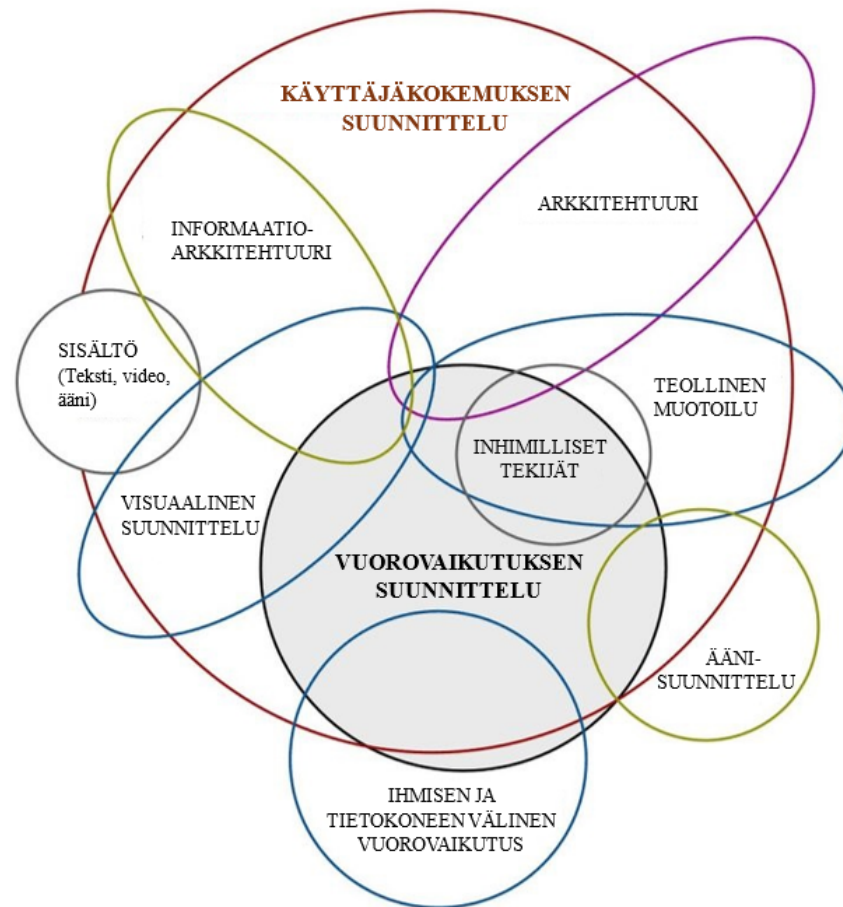 KÄYTTÄJÄKOKEMUKSEN
SUUNNITTELU
ARKKITEHTUURI
INFORMAATIO-
ARKKITEHTUURI
SISÄLTÖ
(Teksti, video,
ääni)
TEOLLINEN
MUOTOILU
INHIMILLISET
TEKIJÄT
VISUAALINEN
SUUNNITTELU
VUOROVAIKUTUKSEN
SUUNNITTELU
ÄÄNI-
SUUNNITTELU
IHMISEN JA
TIETOKONEEN VÄLINEN
VUOROVAIKUTUS